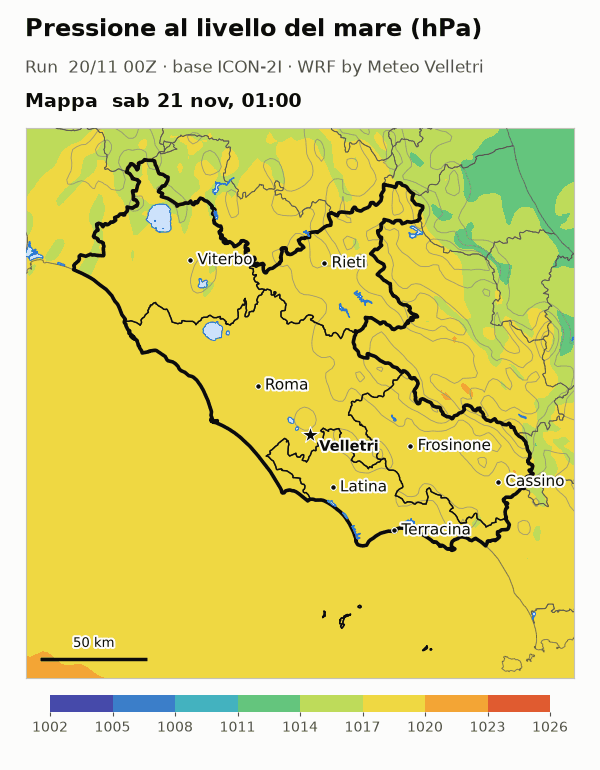 Pressione al livello del mare (hPa)
Run  20/11 00Z · base ICON-2I · WRF by Meteo Velletri
Mappa  sab 21 nov, 01:00
Viterbo
Rieti
Roma
Velletri
Frosinone
Latina
Cassino
Terracina
50 km
1002 1005 1008 1011 1014 1017 1020 1023 1026